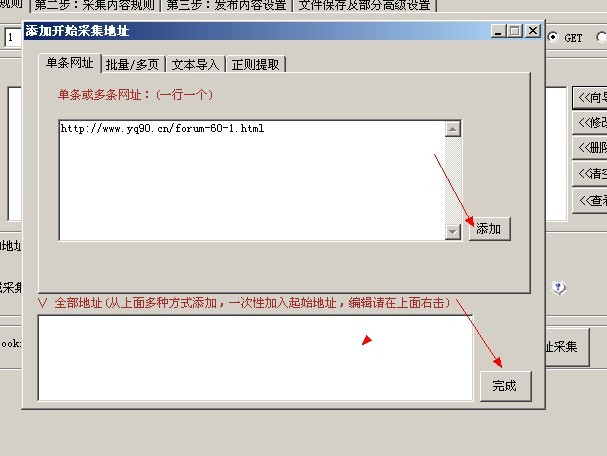 规则 第二步：采集内容规则 第三步：发布内容设置 文件保存及部分高级设置
添加开始采集地址
1
GET
单条网址 批量/多页 文本导入 正则提取
单条或多条网址：(一行一个)
http://www.yq90.cn/forum-60-1.html
添加
<<向导
<<修改
<<删除
<<清空
<<查看
地址
采集
V 全部地址(从上面多种方式添加，一次性加入起始地址，编辑请在上面右击)
ook:
址采集
完成